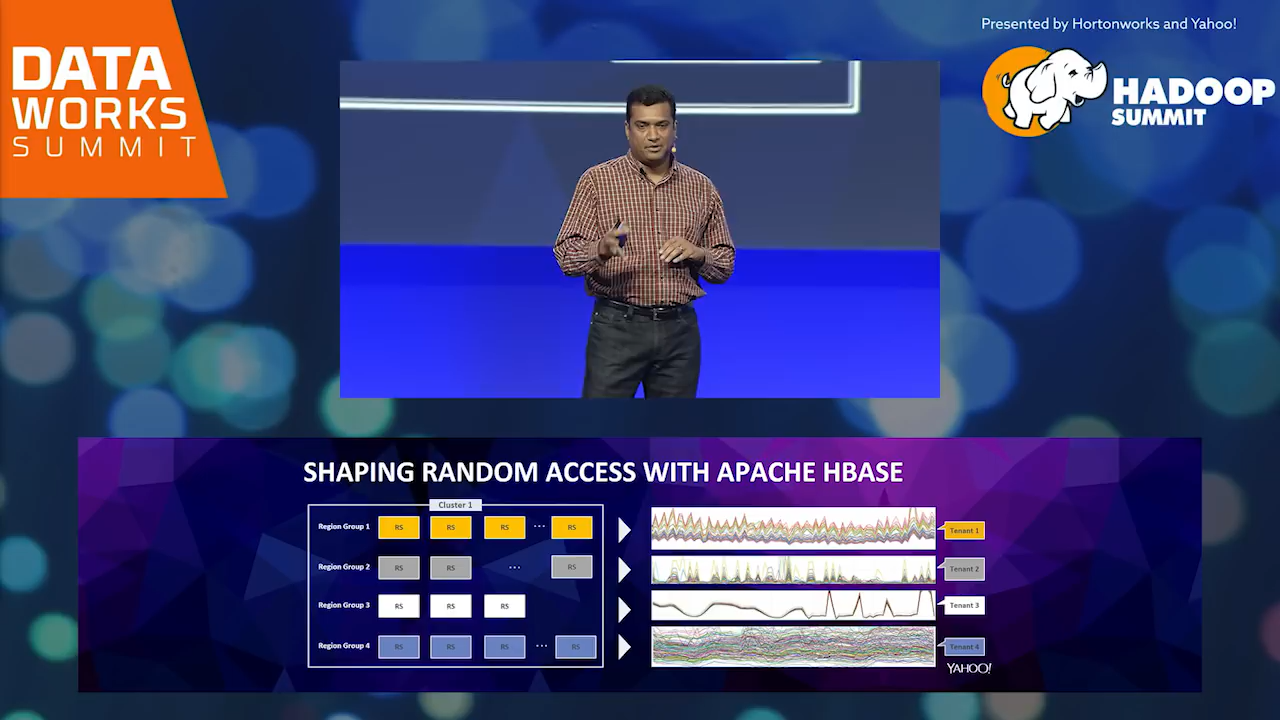 DATA
WORKS
SUMMIT
Presented by Hortonworks and Yahoo!
HADOOP
SUMMIT
SHAPING RANDOM ACCESS WITH APACHE HBASE
Cluster 1
Region Group 1 RS RS RS ... RS
Region Group 2 RS RS ... RS
Region Group 3 RS RS RS
Region Group 4 RS RS RS ... RS
Tenant 1
Tenant 2
Tenant 3
Tenant 4
YAHOO!